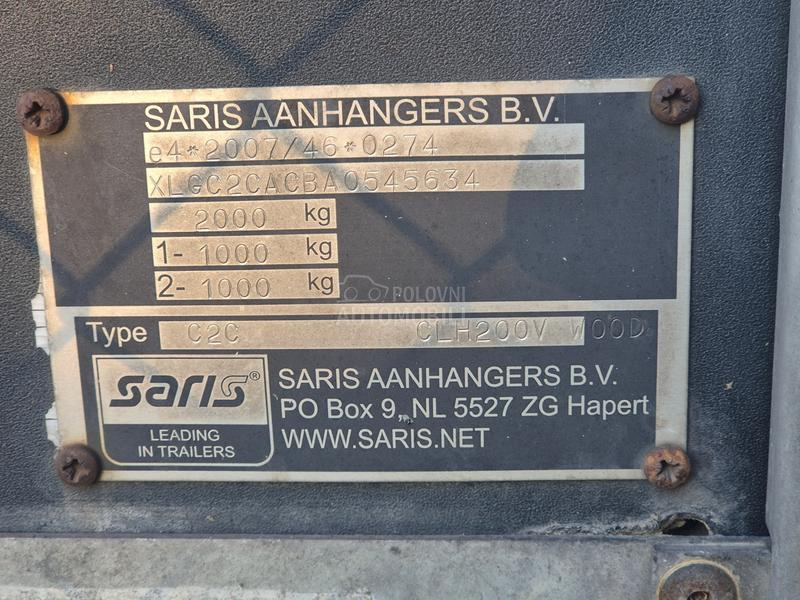 SARIS AANHANGERS B.V.
e4*2007/46*0274
XLGC2CACBA0545634
2000 kg
1- 1000 kg
2- 1000 kg
POLOVNI
AUTOMOBILI
Type C2C CLH200V WOOD
saris®
LEADING
IN TRAILERS
SARIS AANHANGERS B.V.
PO Box 9, NL 5527 ZG Hapert
WWW.SARIS.NET